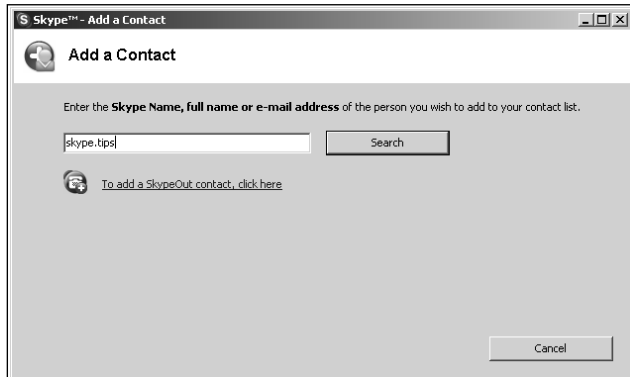 Skype™ - Add a Contact
Add a Contact
Enter the Skype Name, full name or e-mail address of the person you wish to add to your contact list.
skype.tips
Search
To add a SkypeOut contact, click here
Cancel